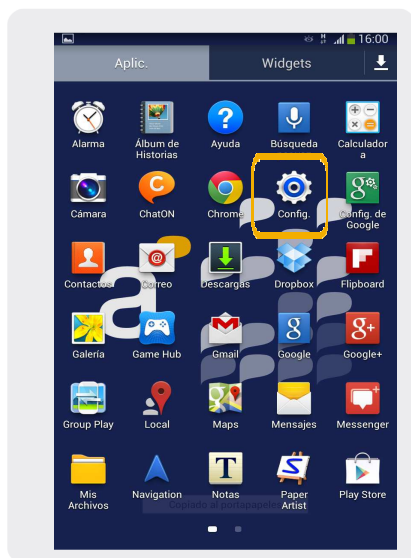 16:00
Aplic. Widgets
Alarma
Álbum de
Historias
Ayuda
Búsqueda
Calculador
a
Cámara
ChatON
Chrome
Config.
Config. de
Google
Contactos
Correo
Descargas
Dropbox
Flipboard
Galería
Game Hub
Gmail
Google
Google+
Group Play
Local
Maps
Mensajes
Messenger
Mis
Archivos
Navigation
Notas
Paper
Artist
Play Store
Copiado al portapapeles